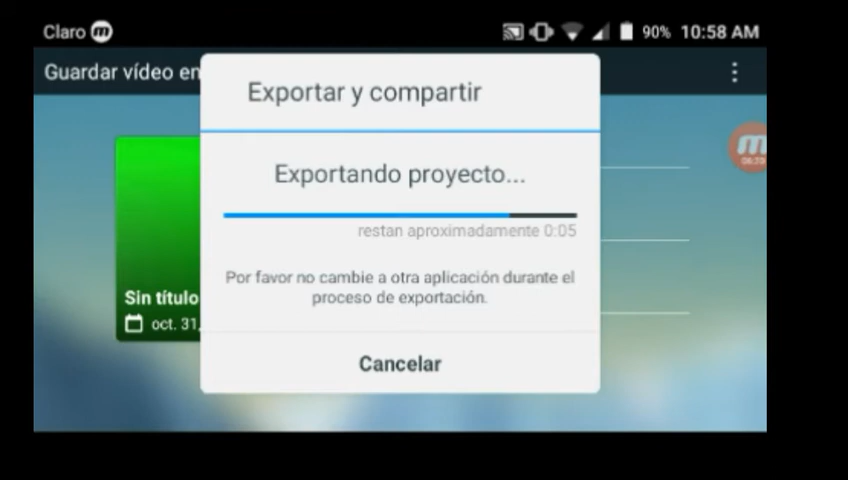 Claro
90% 10:58 AM
Guardar vídeo en
Exportar y compartir
Exportando proyecto...
restan aproximadamente 0:05
Por favor no cambie a otra aplicación durante el
proceso de exportación.
Sin título
oct. 31,
Cancelar